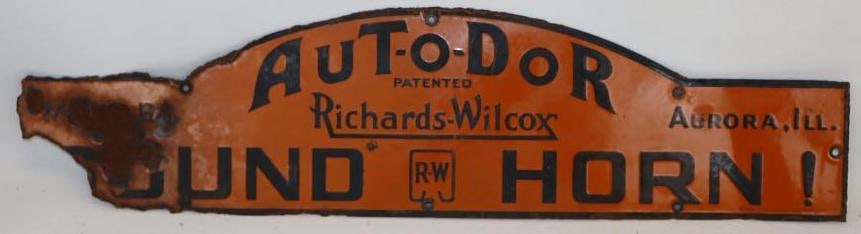 AUT-O-DOR
PATENTED
Richards-Wilcox AURORA, ILL.
OUND R-W HORN!